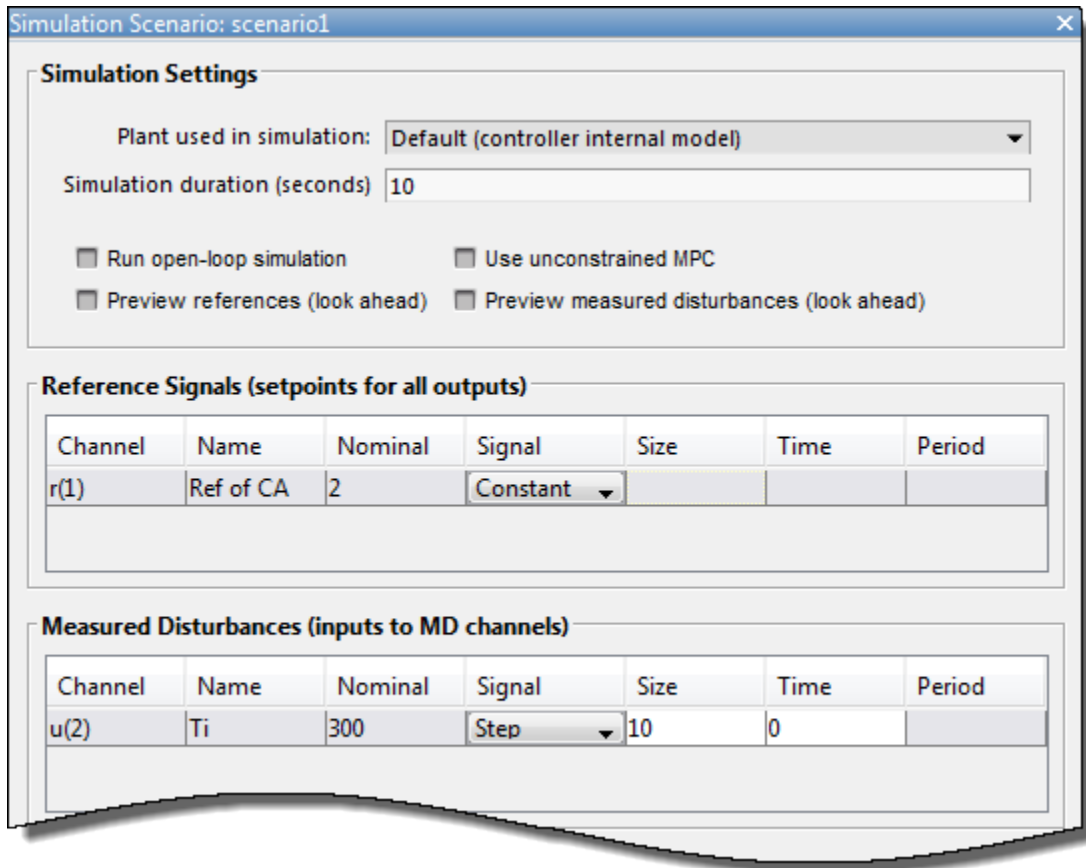 Simulation Scenario: scenario1
Simulation Settings
Plant used in simulation: Default (controller internal model)
Simulation duration (seconds) 10
Run open-loop simulation Use unconstrained MPC
Preview references (look ahead) Preview measured disturbances (look ahead)
Reference Signals (setpoints for all outputs)
Channel Name Nominal Signal Size Time Period
r(1) Ref of CA 2 Constant
Measured Disturbances (inputs to MD channels)
Channel Name Nominal Signal Size Time Period
u(2) Ti 300 Step 10 0